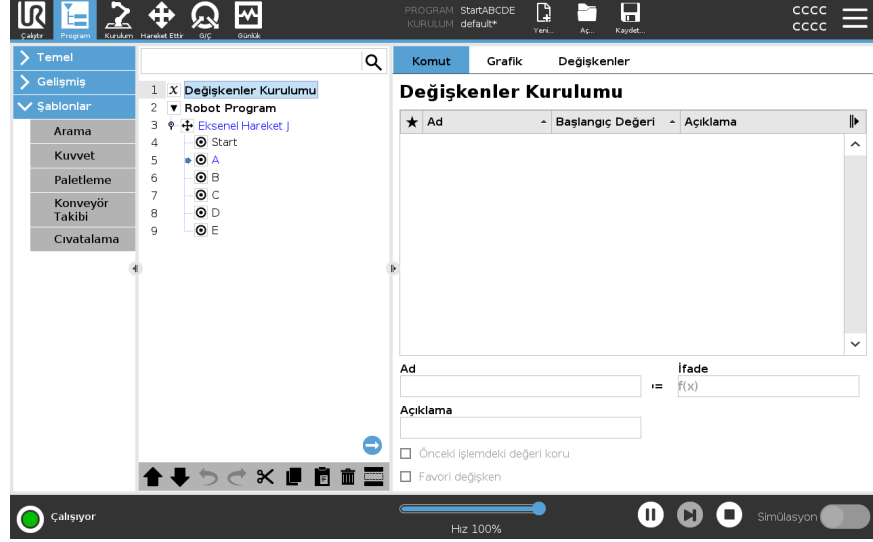 UR
PROGRAM StartABCDE
KURULUM default*
CCCC
CCCC
Çalıştır
Program
Kurulum
Hareket Ettir
G/Ç
Günlük
Yeni...
Aç...
Kaydet...
Temel
Gelişmiş
Şablonlar
Arama
Kuvvet
Paletleme
Konveyör
Takibi
Cıvatalama
1 X Değişkenler Kurulumu
2 Robot Program
3 Eksenel Hareket J
4 Start
5 A
6 B
7 C
8 D
9 E
Komut
Grafik
Değişkenler
Değişkenler Kurulumu
Ad
Başlangıç Değeri
Açıklama
Ad
İfade
:=
f(x)
Açıklama
Önceki işlemdeki değeri koru
Favori değişken
Çalışıyor
Hız 100%
Simülasyon